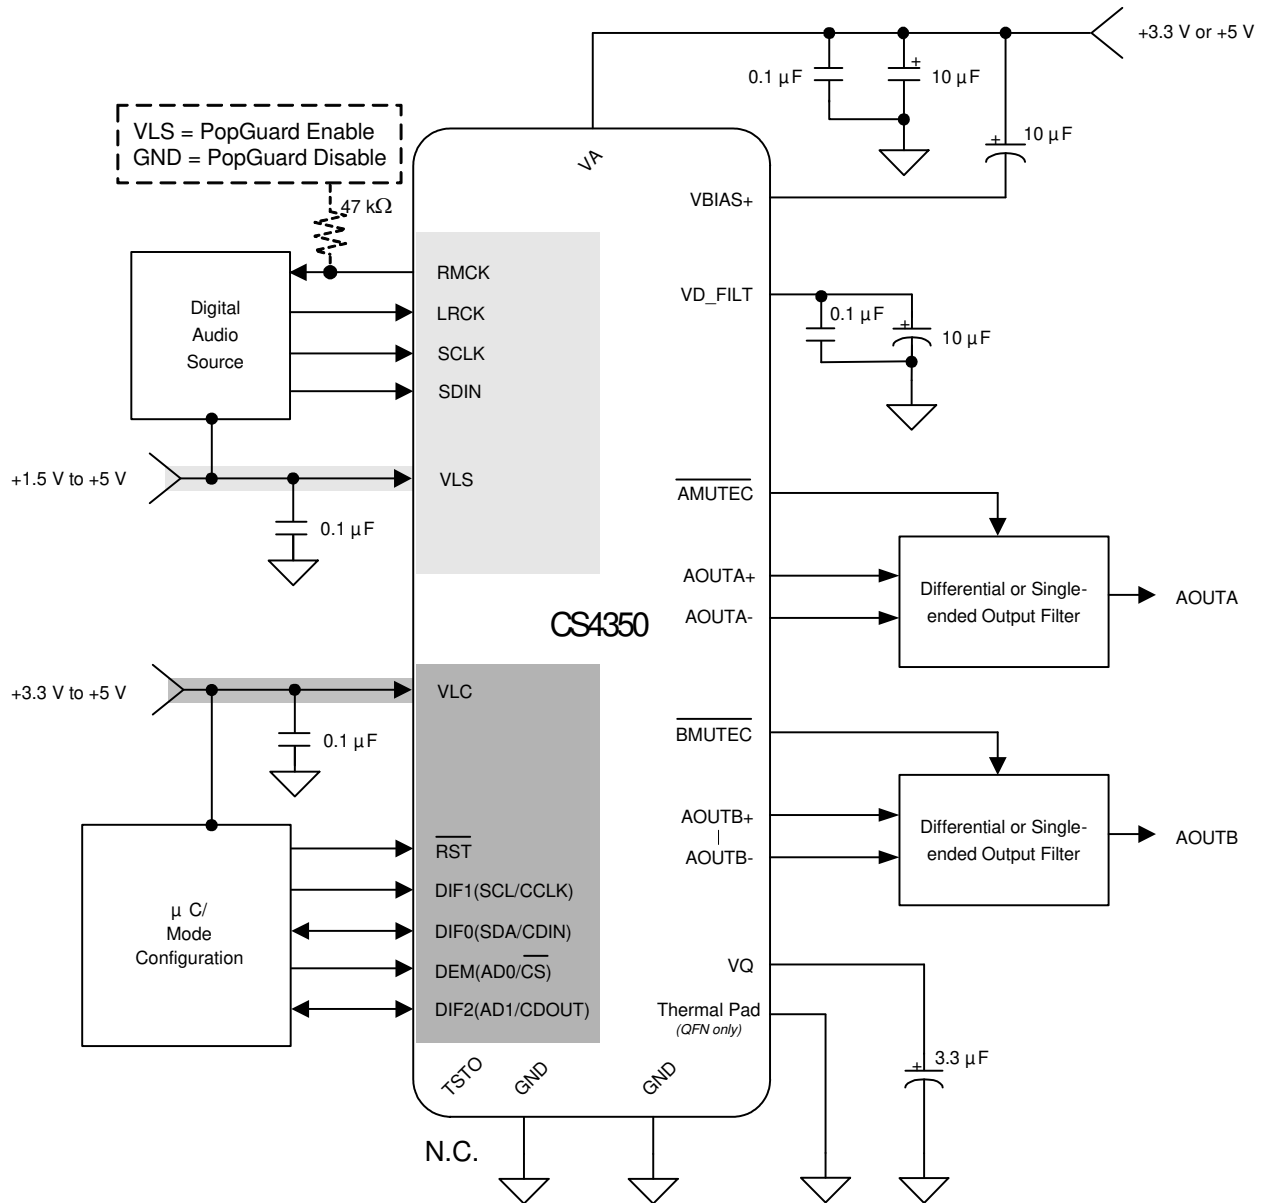 +3.3 V or +5 V
0.1 µF
10 µF
10 µF
VLS = PopGuard Enable
GND = PopGuard Disable
47 kΩ
VA
VBIAS+
RMCK
LRCK
SCLK
SDIN
Digital
Audio
Source
VD_FILT
0.1 µF
10 µF
+1.5 V to +5 V
VLS
0.1 µF
AMUTEC
AOUTA+
AOUTA-
Differential or Single-
ended Output Filter
AOUTA
CS4350
+3.3 V to +5 V
VLC
0.1 µF
BMUTEC
AOUTB+
AOUTB-
Differential or Single-
ended Output Filter
AOUTB
µ C/
Mode
Configuration
RST
DIF1(SCL/CCLK)
DIF0(SDA/CDIN)
DEM(AD0/CS)
DIF2(AD1/CDOUT)
VQ
Thermal Pad
(QFN only)
3.3 µF
TSTO
GND
GND
N.C.